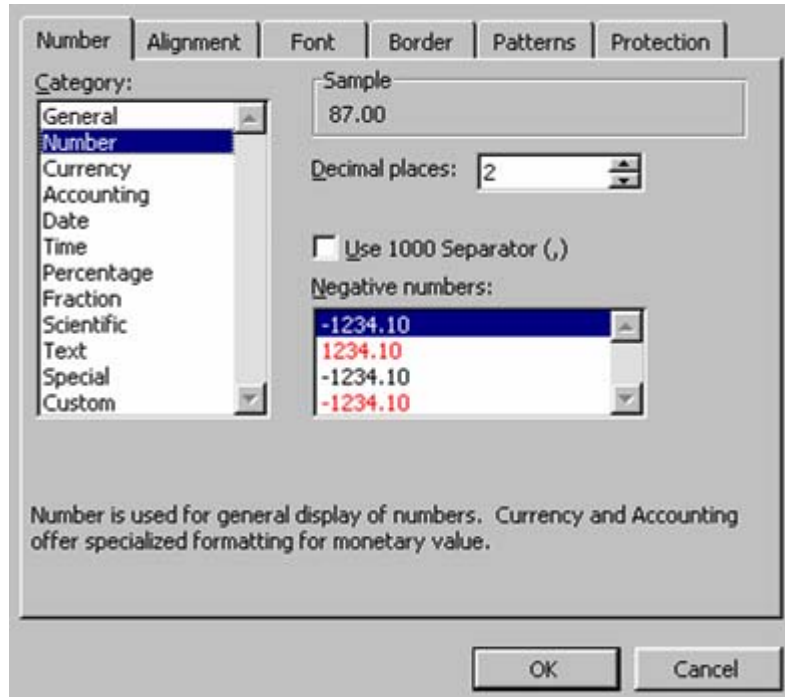 Number Alignment Font Border Patterns Protection
Category:
General
Number
Currency
Accounting
Date
Time
Percentage
Fraction
Scientific
Text
Special
Custom
Sample
87.00
Decimal places: 2
Use 1000 Separator (,)
Negative numbers:
-1234.10
1234.10
-1234.10
-1234.10
Number is used for general display of numbers. Currency and Accounting
offer specialized formatting for monetary value.
OK Cancel